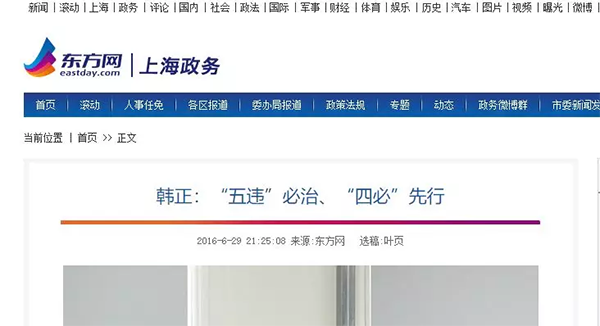 新闻 | 滚动 | 上海 | 政务 | 评论 | 国内 | 社会 | 政法 | 国际 | 军事 | 财经 | 体育 | 娱乐 | 历史 | 汽车 | 图片 | 视频 | 曝光 | 微博
东方网 | 上海政务
eastday.com
首页 | 滚动 | 人事任免 | 各区报道 | 委办局报道 | 政策法规 | 专题 | 动态 | 政务微博群 | 市委新闻发
当前位置 | 首页 >> 正文
韩正：“五违”必治、“四必”先行
2016-6-29 21:25:08 来源:东方网 选稿:叶页